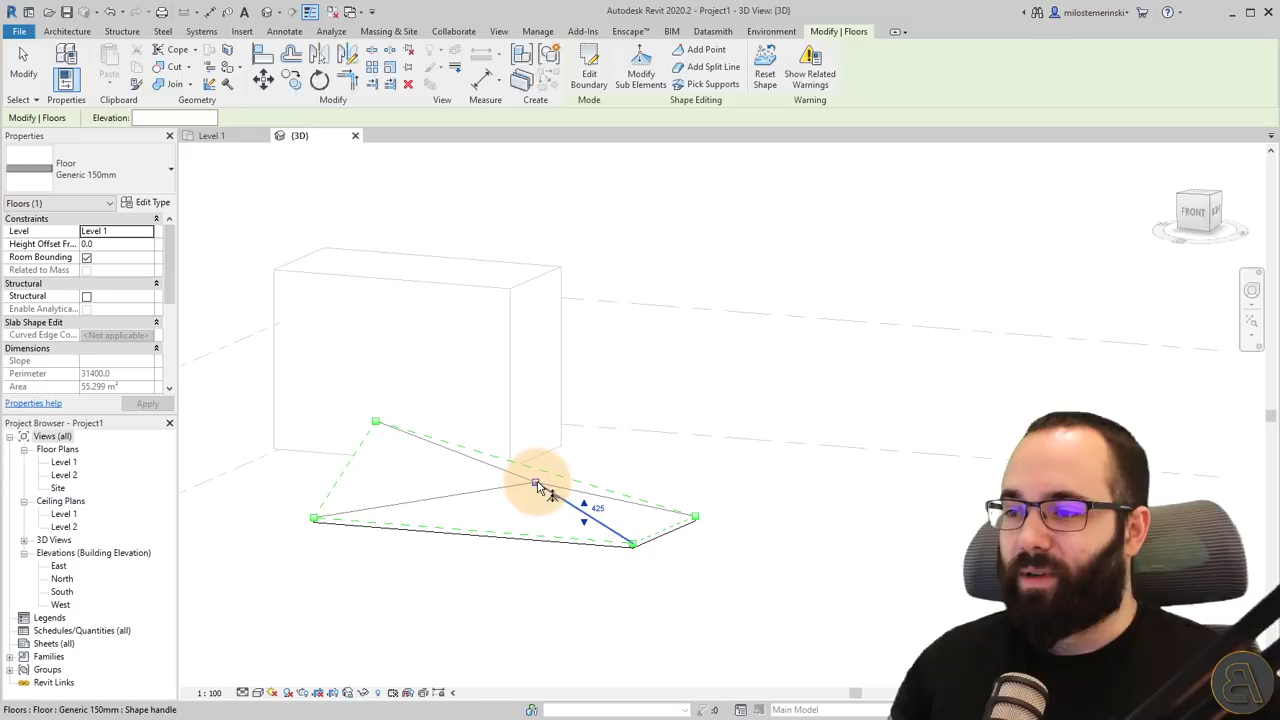 Autodesk Revit 2020.2 - Project1 - 3D View: {3D}
milostemerinski
File Architecture Structure Steel Systems Insert Annotate Analyze Massing & Site Collaborate View Manage Add-Ins Enscape™ BIM Datasmith Environment Modify | Floors
Modify
Paste
Cope
Cut
Join
Edit
Boundary
Modify
Sub Elements
Add Point
Add Split Line
Pick Supports
Reset
Shape
Show Related
Warnings
Select Properties Clipboard Geometry Modify View Measure Create Mode Shape Editing Warning
Modify | Floors Elevation:
Properties
Level 1
{3D}
Floor
Generic 150mm
Floors (1) Edit Type
Constraints
Level Level 1
Height Offset Fr... 0.0
Room Bounding
Related to Mass
Structural
Structural
Enable Analytica...
Slab Shape Edit
Curved Edge Co... <Not applicable>
Dimensions
Slope
Perimeter 31400.0
Area 55.299 m²
Properties help Apply
Project Browser - Project1
Views (all)
Floor Plans
Level 1
Level 2
Site
Ceiling Plans
Level 1
Level 2
3D Views
Elevations (Building Elevation)
East
North
South
West
Legends
Schedules/Quantities (all)
Sheets (all)
Families
Groups
Revit Links
FRONT
425
1 : 100
Floors : Floor : Generic 150mm : Shape handle
:0
Main Model